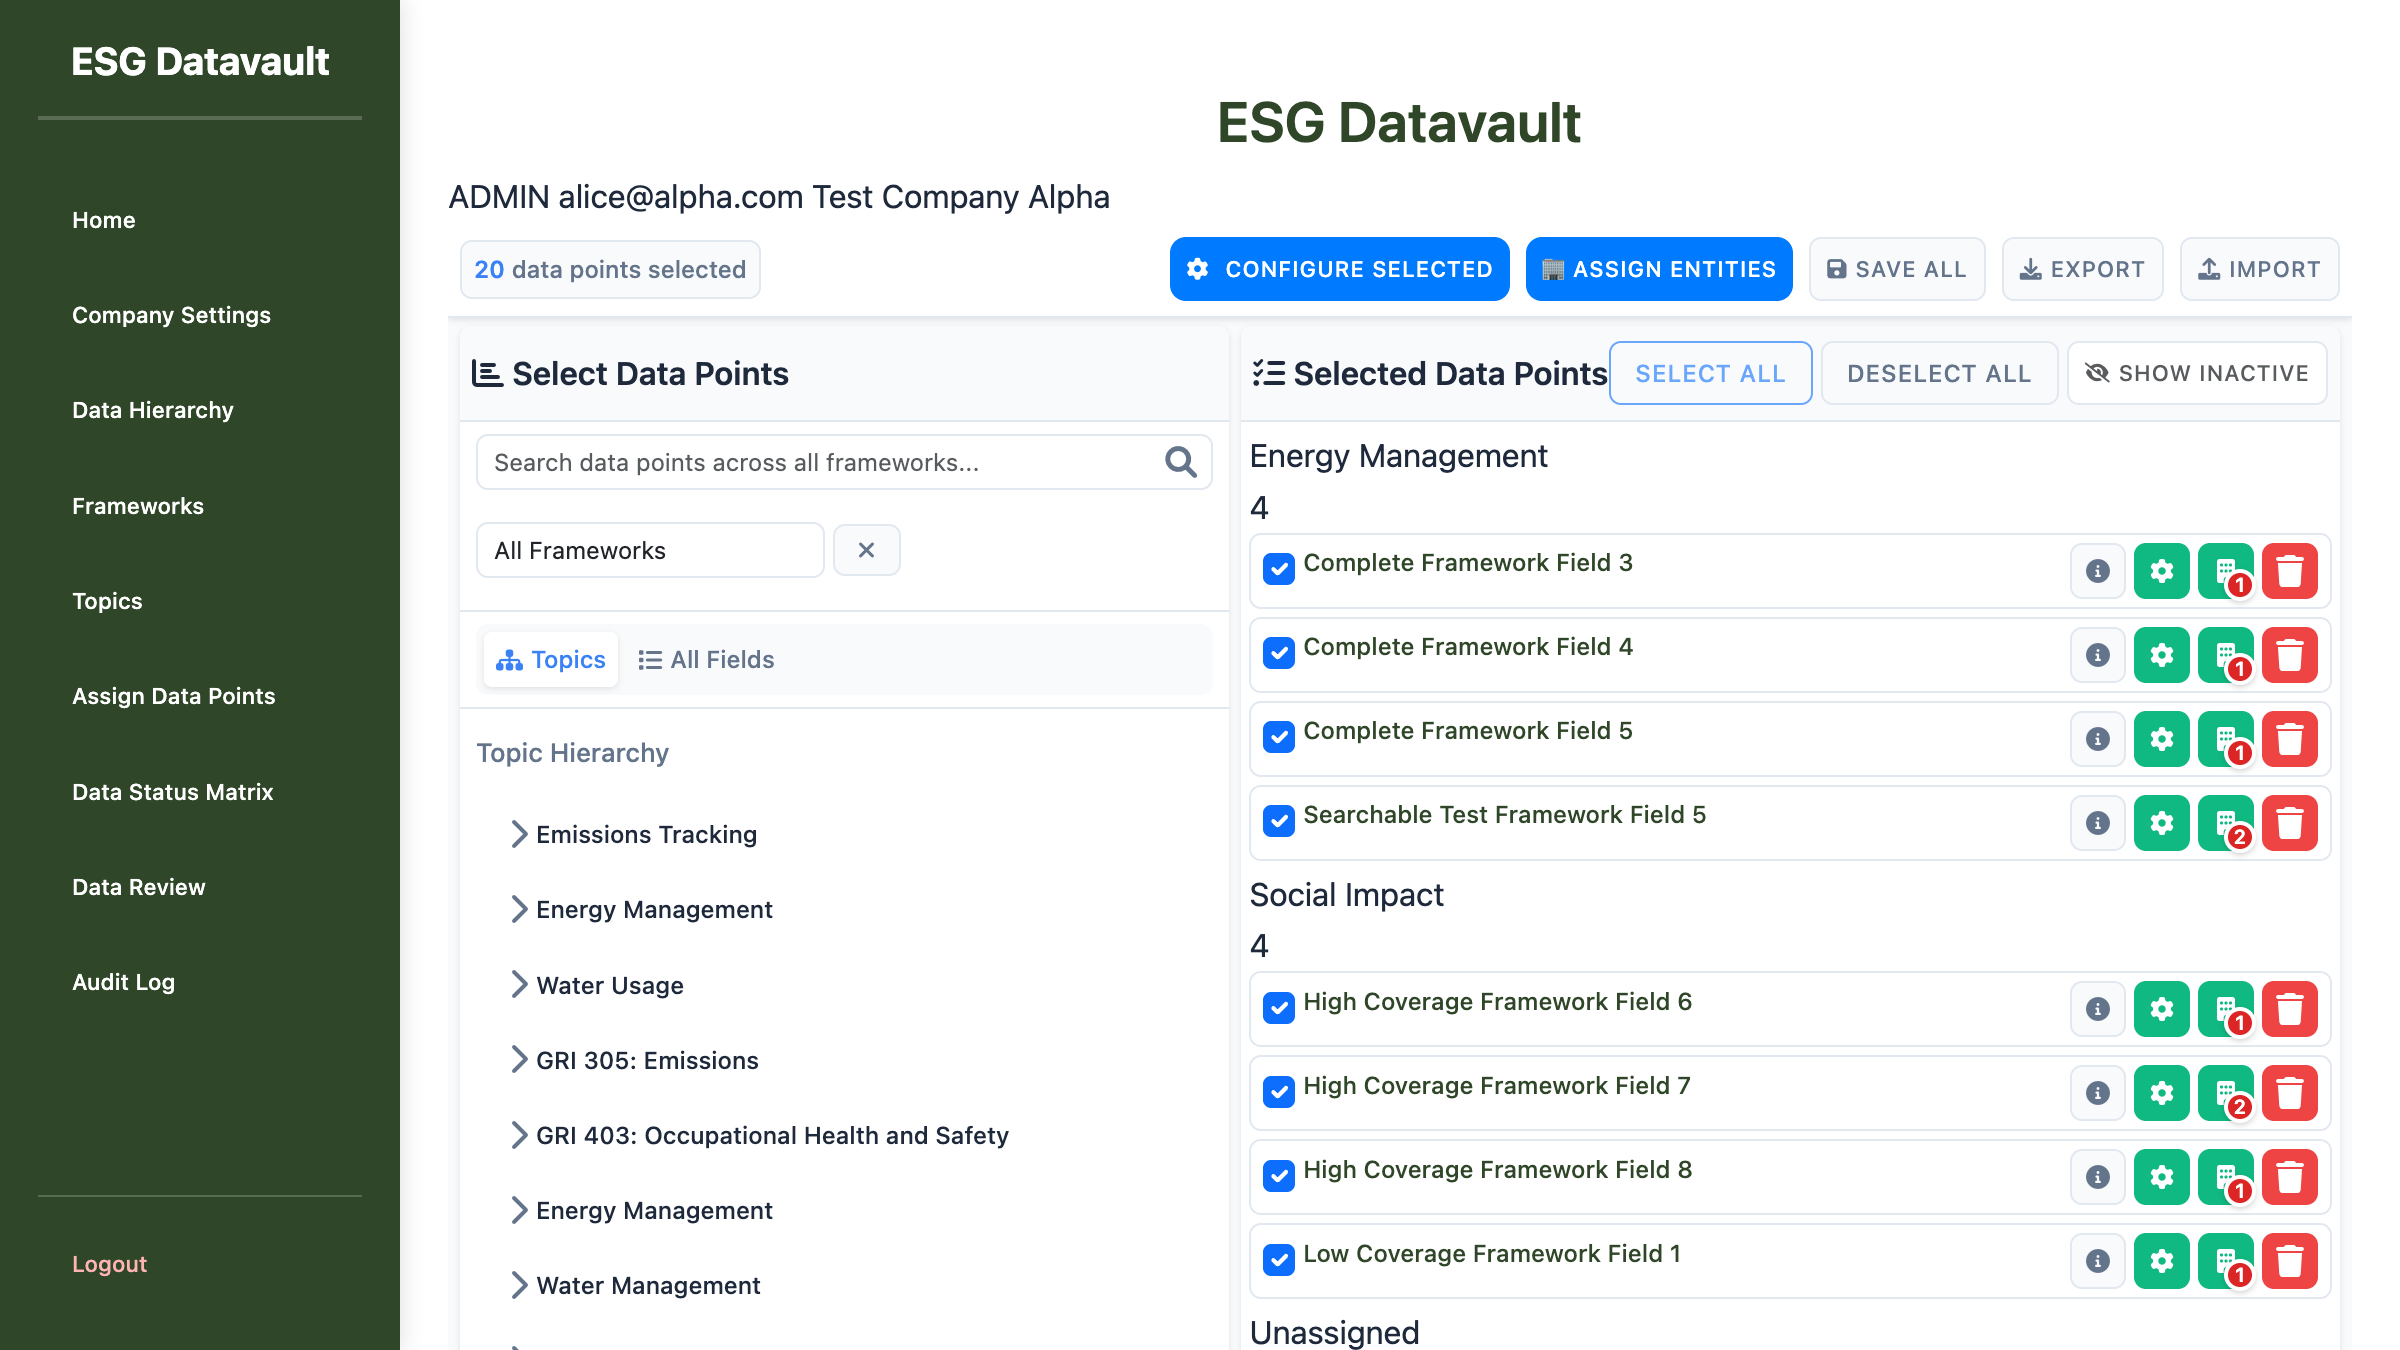 ESG Datavault
Home
Company Settings
Data Hierarchy
Frameworks
Topics
Assign Data Points
Data Status Matrix
Data Review
Audit Log
Logout
ESG Datavault
ADMIN alice@alpha.com Test Company Alpha
20 data points selected
CONFIGURE SELECTED
ASSIGN ENTITIES
SAVE ALL
EXPORT
IMPORT
Select Data Points
Search data points across all frameworks...
All Frameworks
Topics
All Fields
Topic Hierarchy
Emissions Tracking
Energy Management
Water Usage
GRI 305: Emissions
GRI 403: Occupational Health and Safety
Energy Management
Water Management
Selected Data Points
SELECT ALL
DESELECT ALL
SHOW INACTIVE
Energy Management
4
Complete Framework Field 3
1
Complete Framework Field 4
1
Complete Framework Field 5
1
Searchable Test Framework Field 5
2
Social Impact
4
High Coverage Framework Field 6
1
High Coverage Framework Field 7
2
High Coverage Framework Field 8
1
Low Coverage Framework Field 1
1
Unassigned